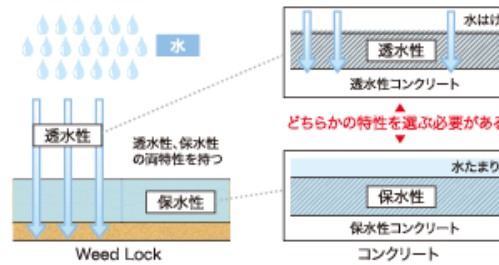 水
透水性
透水性、保水性
の両特性を持つ
保水性
Weed Lock
水はけ
透水性
透水性コンクリート
どちらかの特性を選ぶ必要がある
水たまり
保水性
保水性コンクリート
コンクリート